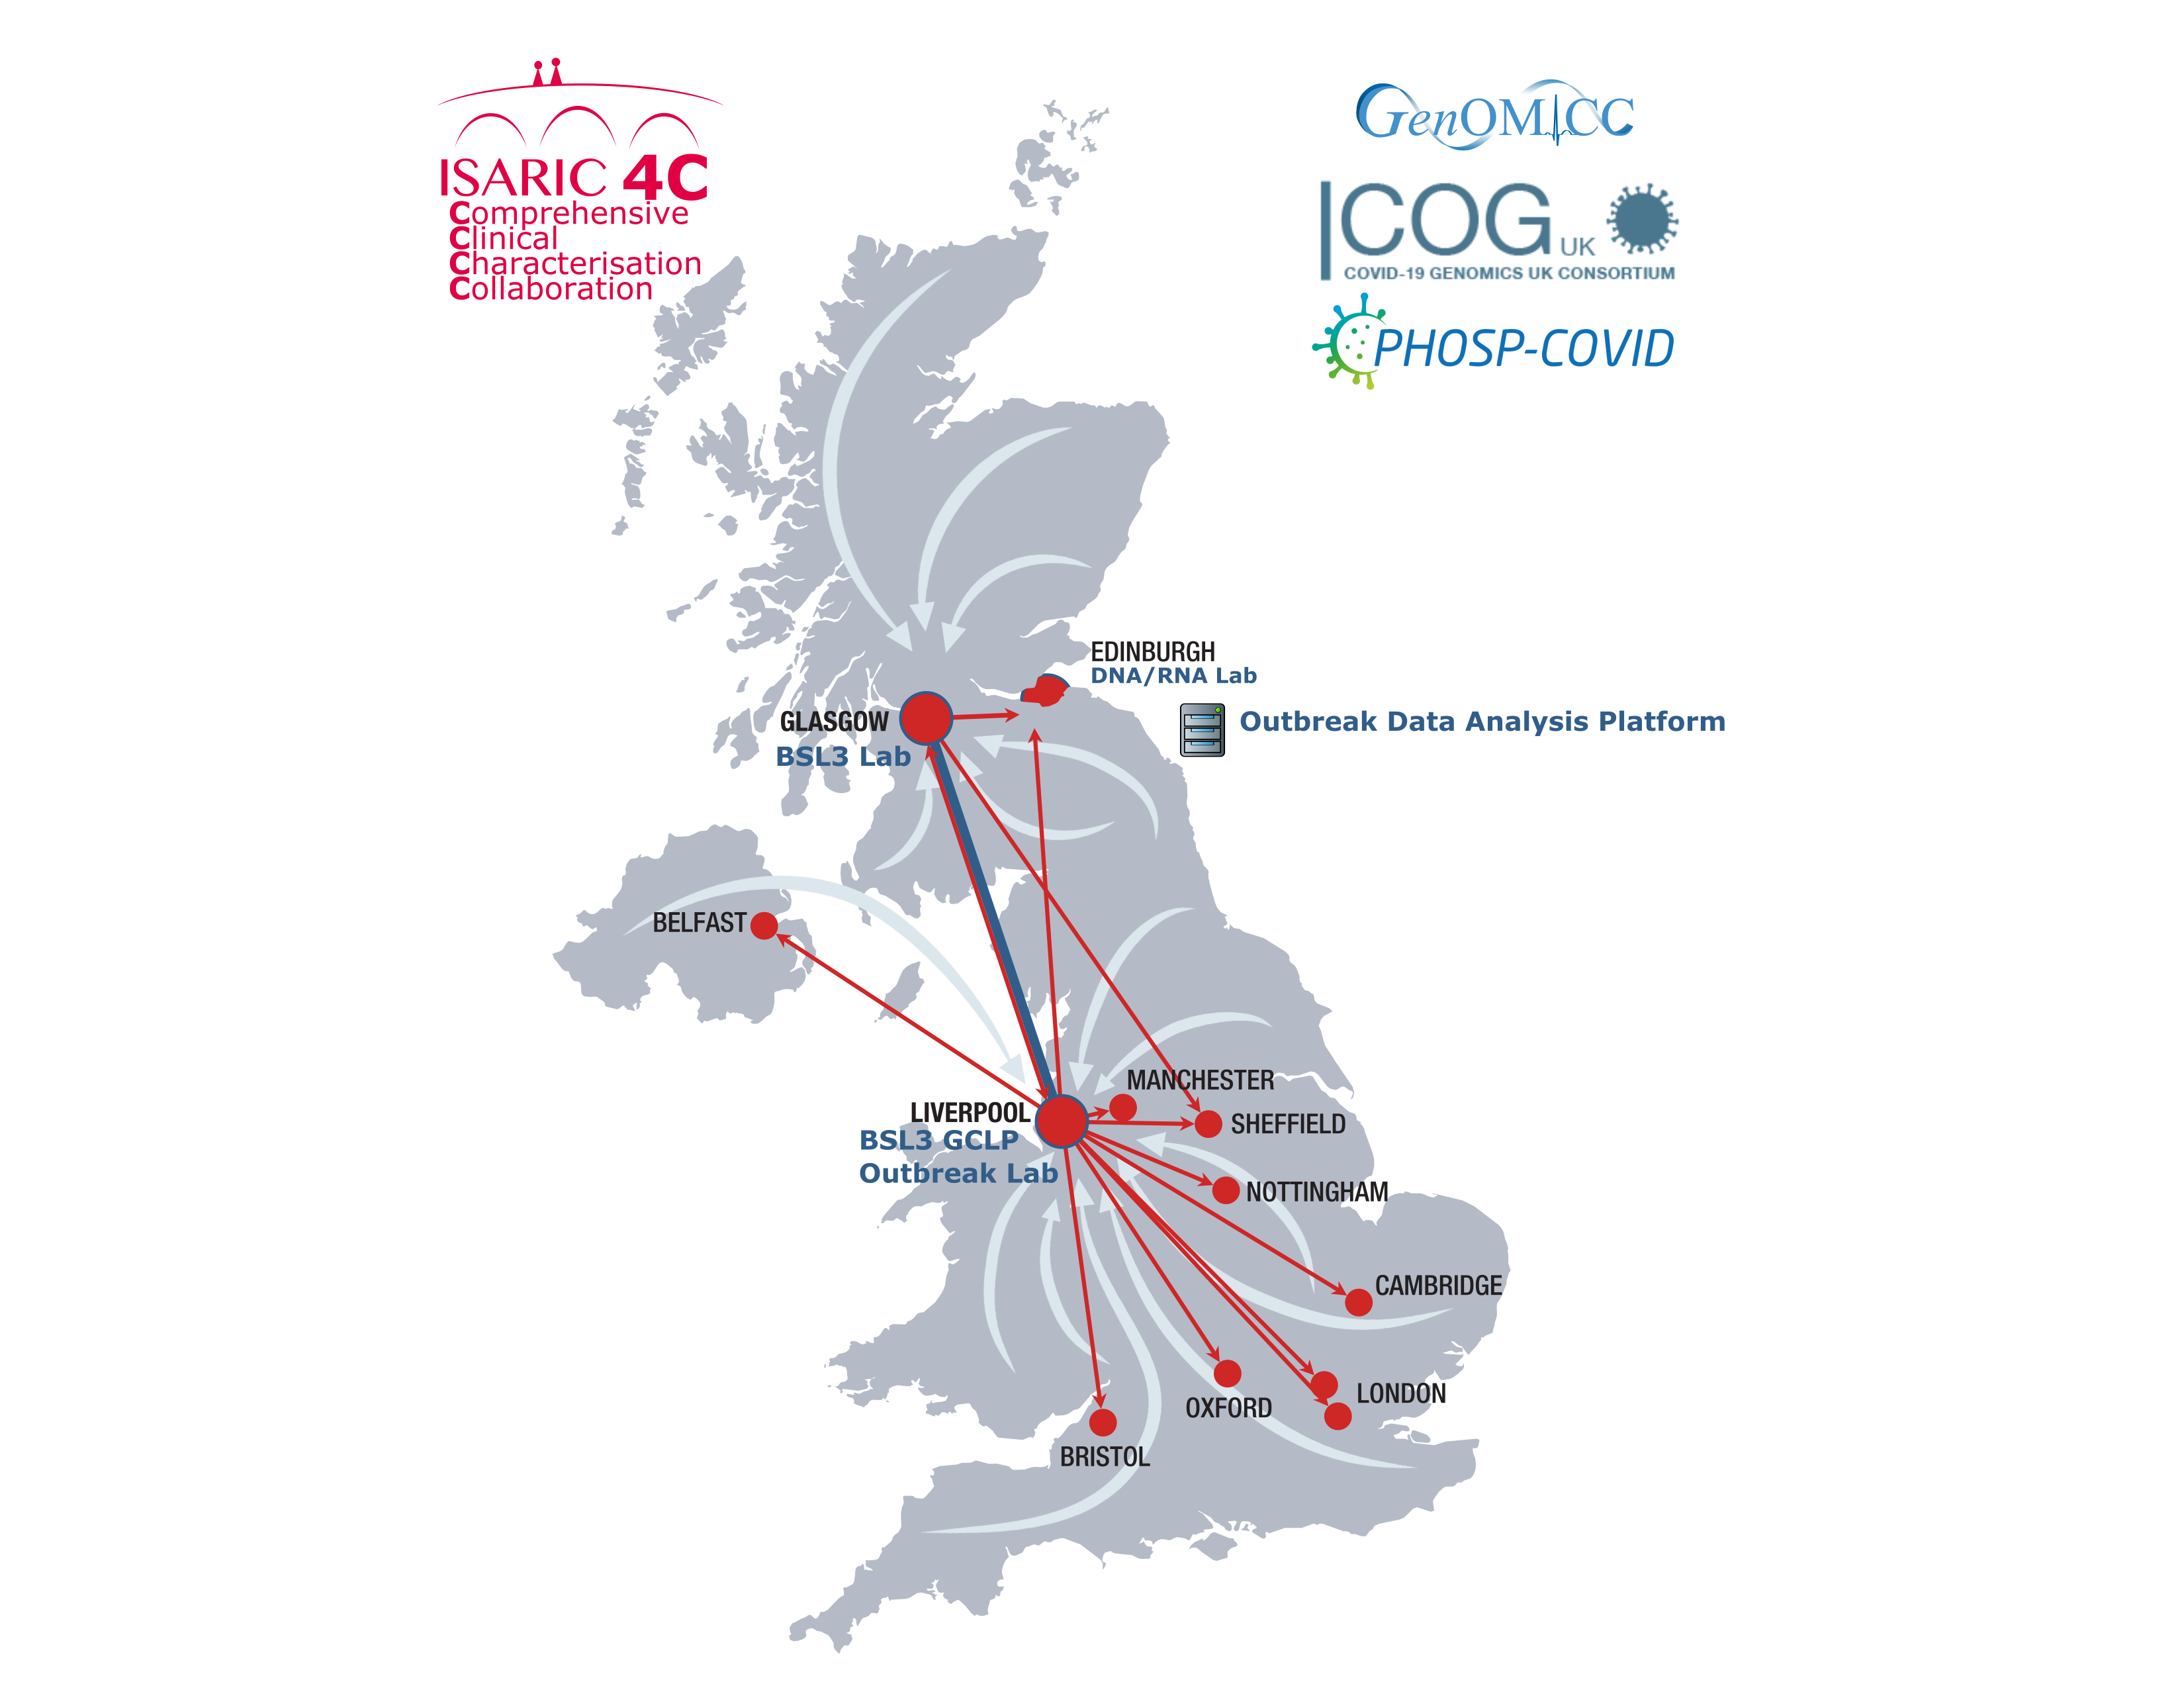 ISARIC 4C
Comprehensive
Clinical
Characterisation
Collaboration
GenOMICC
COG UK
COVID-19 GENOMICS UK CONSORTIUM
PHOSP-COVID
EDINBURGH
DNA/RNA Lab
GLASGOW
BSL3 Lab
Outbreak Data Analysis Platform
BELFAST
MANCHESTER
LIVERPOOL
BSL3 GCLP
Outbreak Lab
SHEFFIELD
NOTTINGHAM
CAMBRIDGE
LONDON
OXFORD
BRISTOL